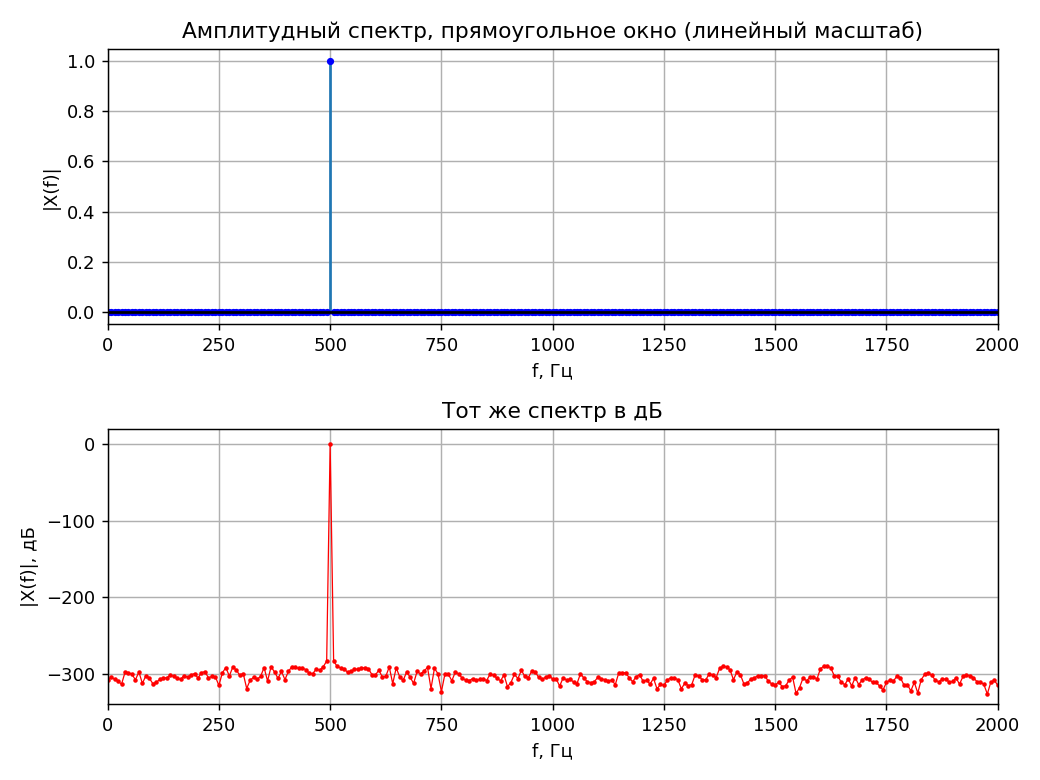 Амплитудный спектр, прямоугольное окно (линейный масштаб)
1.0
0.8
0.6
0.4
0.2
0.0
|X(f)|
0 250 500 750 1000 1250 1500 1750 2000
f, Гц
Тот же спектр в дБ
0
−100
−200
−300
|X(f)|, дБ
0 250 500 750 1000 1250 1500 1750 2000
f, Гц